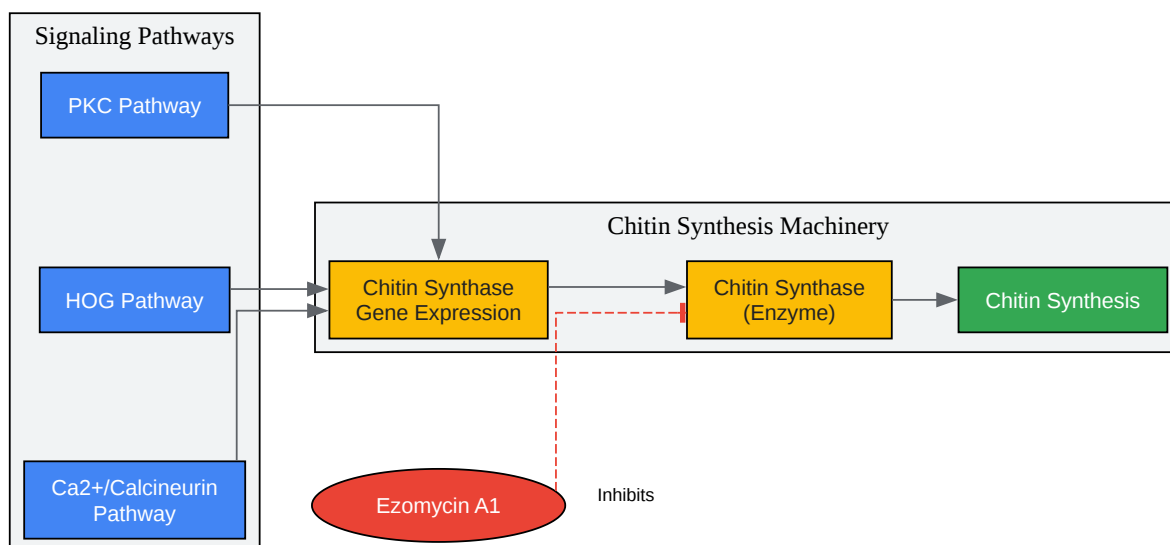 Signaling Pathways
PKC Pathway
HOG Pathway
Ca2+/Calcineurin
Pathway
Chitin Synthesis Machinery
Chitin Synthase
Gene Expression
Chitin Synthase
(Enzyme)
Chitin Synthesis
Ezomycin A1
Inhibits